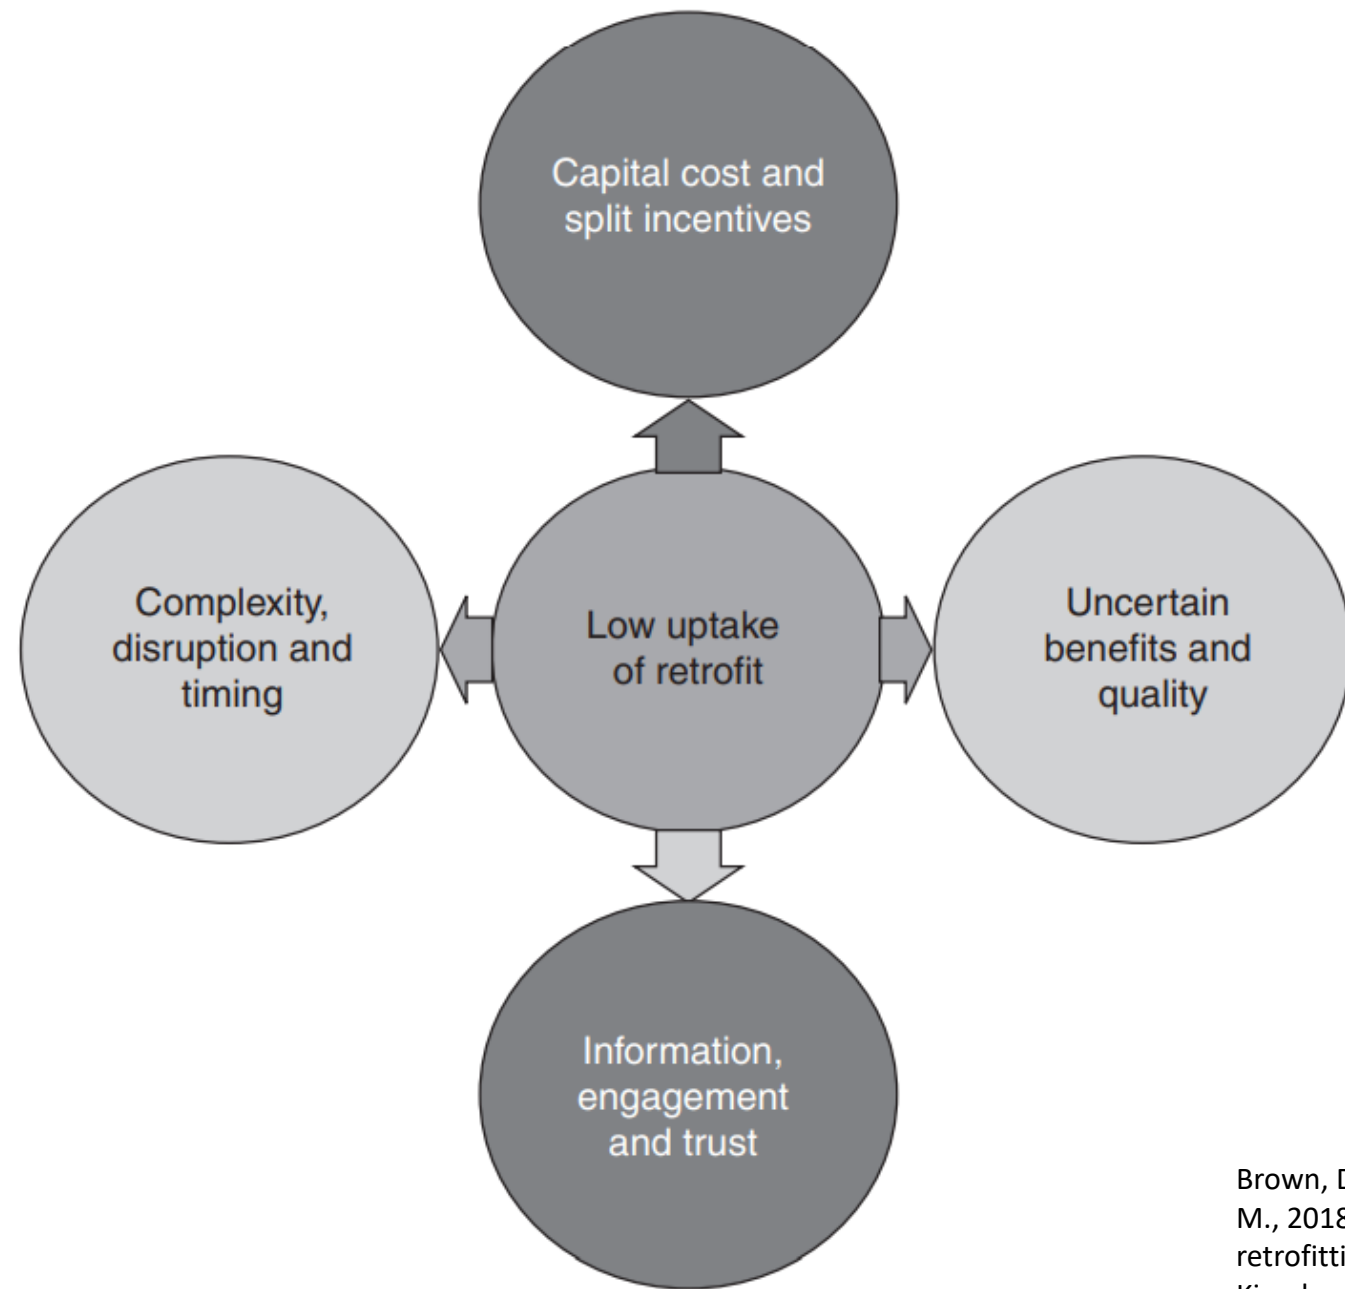 Capital cost and
split incentives
Complexity,
disruption and
timing
Low uptake
of retrofit
Uncertain
benefits and
quality
Information,
engagement
and trust
Brown, D
M., 2018
retrofitti